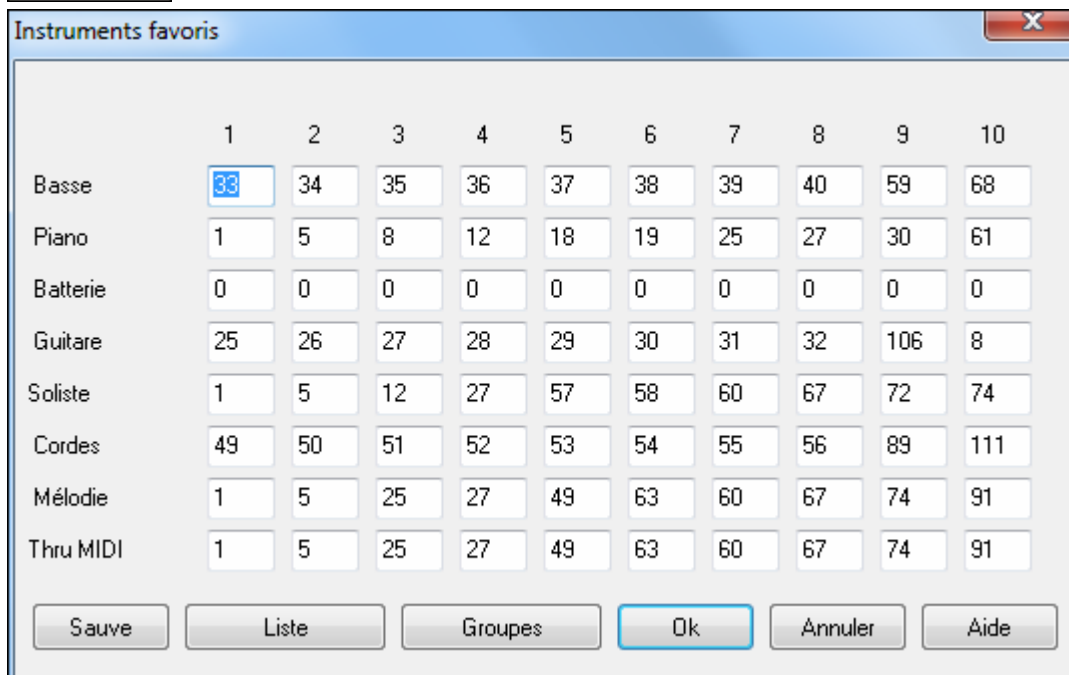 Instruments favoris
1 2 3 4 5 6 7 8 9 10
Basse 33 34 35 36 37 38 39 40 59 68
Piano 1 5 8 12 18 19 25 27 30 61
Batterie 0 0 0 0 0 0 0 0 0 0
Guitare 25 26 27 28 29 30 31 32 106 8
Soliste 1 5 12 27 57 58 60 67 72 74
Cordes 49 50 51 52 53 54 55 56 89 111
Mélodie 1 5 25 27 49 63 60 67 74 91
Thru MIDI 1 5 25 27 49 63 60 67 74 91
Sauve Liste Groupes Ok Annuler Aide